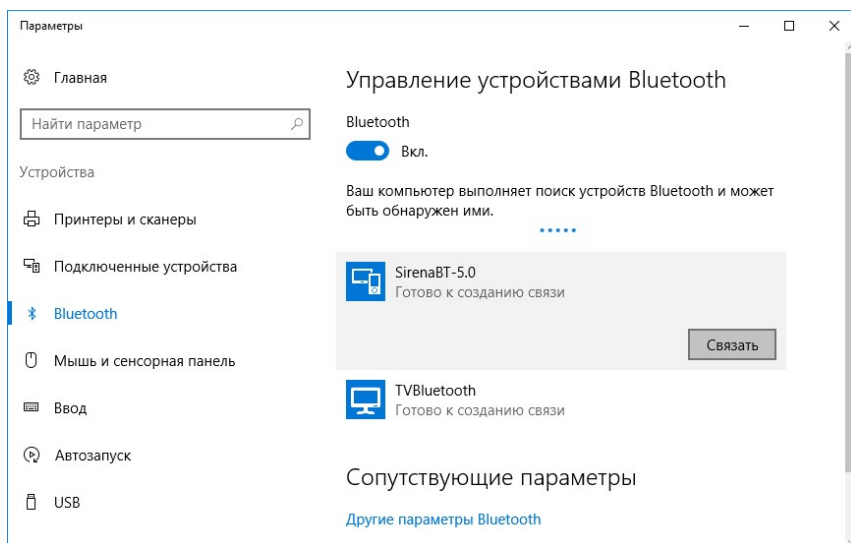 Параметры
Главная
Найти параметр
Устройства
Принтеры и сканеры
Подключенные устройства
Bluetooth
Мышь и сенсорная панель
Ввод
Автозапуск
USB
Управление устройствами Bluetooth
Bluetooth
Вкл.
Ваш компьютер выполняет поиск устройств Bluetooth и может
быть обнаружен ими.
SirenaBT-5.0
Готово к созданию связи
Связать
TVBluetooth
Готово к созданию связи
Сопутствующие параметры
Другие параметры Bluetooth